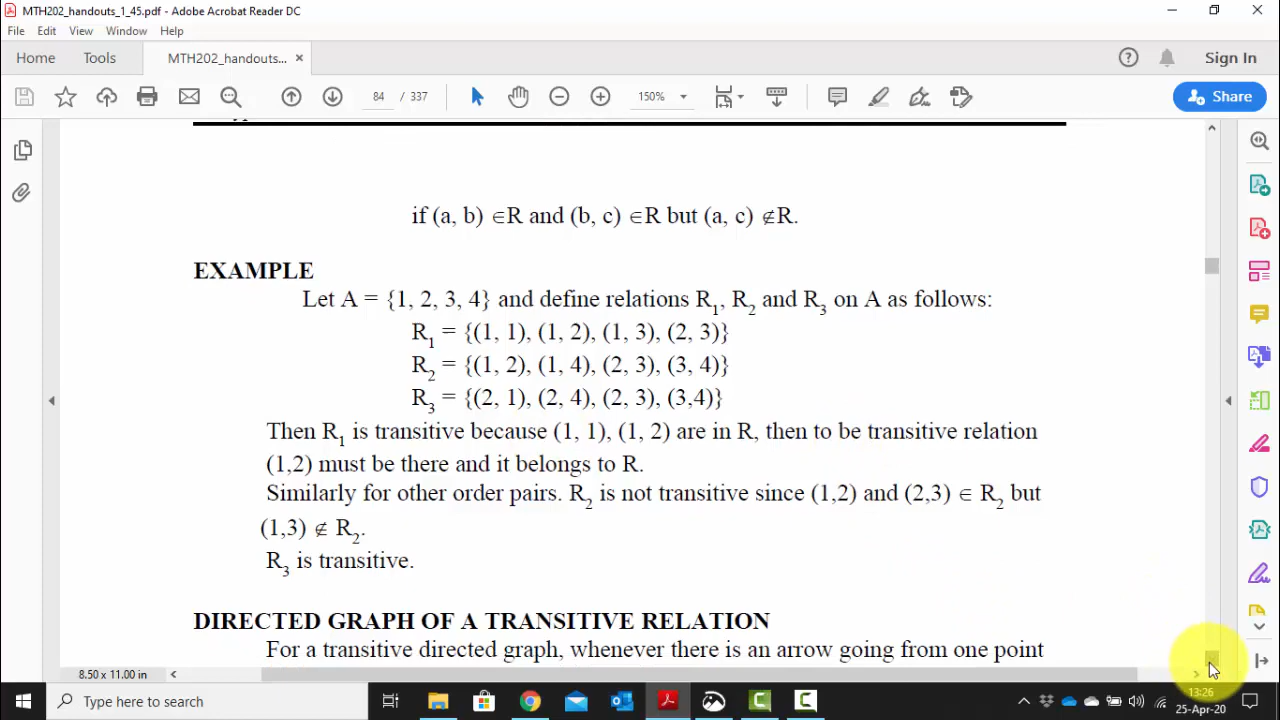 MTH202_handouts_1_45.pdf - Adobe Acrobat Reader DC
File Edit View Window Help
Home Tools MTH202_handouts... × Sign In
84 / 337 150% Share
if (a, b) ∈R and (b, c) ∈R but (a, c) ∉R.
EXAMPLE
Let A = {1, 2, 3, 4} and define relations R1, R2 and R3 on A as follows:
R1 = {(1, 1), (1, 2), (1, 3), (2, 3)}
R2 = {(1, 2), (1, 4), (2, 3), (3, 4)}
R3 = {(2, 1), (2, 4), (2, 3), (3,4)}
Then R1 is transitive because (1, 1), (1, 2) are in R, then to be transitive relation
(1,2) must be there and it belongs to R.
Similarly for other order pairs. R2 is not transitive since (1,2) and (2,3) ∈ R2 but
(1,3) ∉ R2.
R3 is transitive.
DIRECTED GRAPH OF A TRANSITIVE RELATION
For a transitive directed graph, whenever there is an arrow going from one point
8.50 x 11.00 in
Type here to search
13:26
25-Apr-20